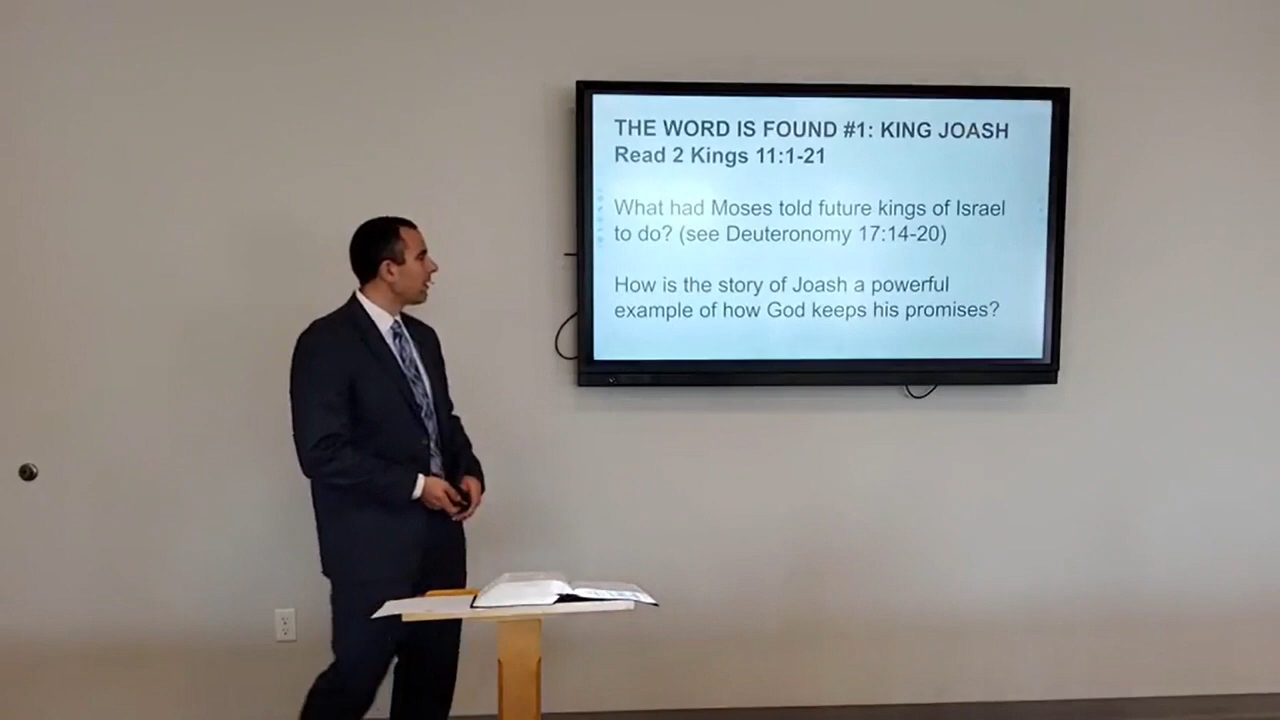 THE WORD IS FOUND #1: KING JOASH
Read 2 Kings 11:1-21
What had Moses told future kings of Israel
to do? (see Deuteronomy 17:14-20)
How is the story of Joash a powerful
example of how God keeps his promises?